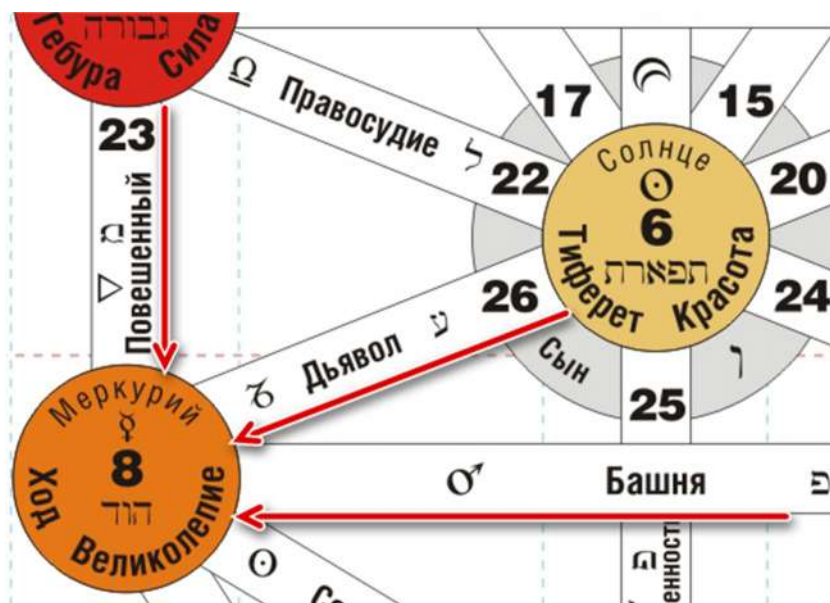 גבורה
Гебура Сила
♎ Правосудие ל
17
15
23
22
20
Солнце
☉
6
תפארת
Тиферет Красота
Повешенный מ
26
24
♑ Дьявол ע
Сын
ו
25
Меркурий
☿
8
הוד
Ход Великолепие
♂ Башня פ
☉